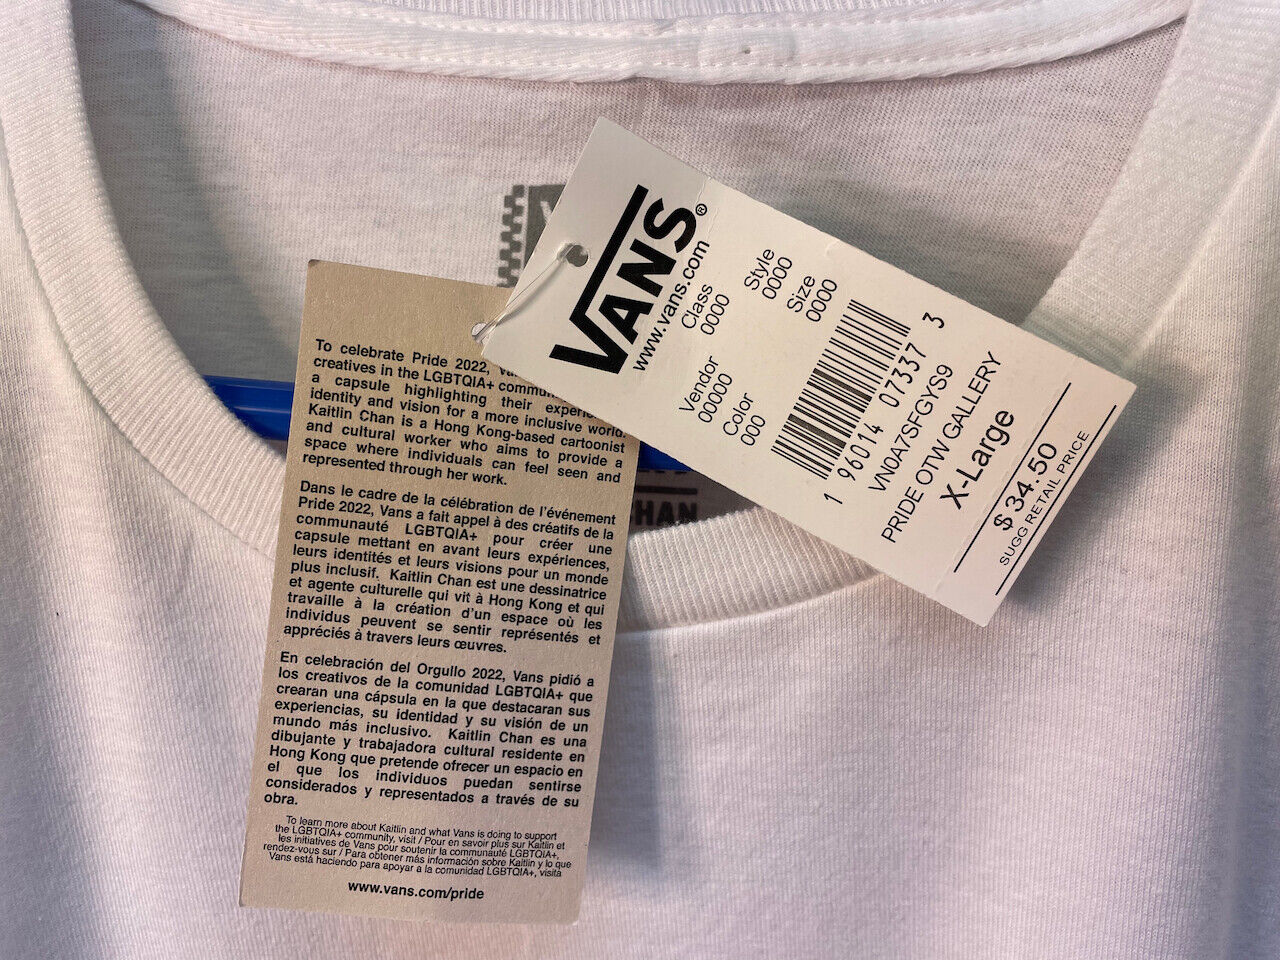 To celebrate Pride 2022,
creatives in the LGBTQIA+
a capsule highlighting their
identity and vision for a more inclusive world.
Kaitlin Chan is a Hong Kong-based cartoonist
and cultural worker who aims to provide a
space where individuals can feel seen and
represented through her work.
Dans le cadre de la célébration de l'événement
Pride 2022, Vans a fait appel à des créatifs de la
communauté LGBTQIA+ pour créer une
capsule mettant en avant leurs expériences,
leurs identités et leurs visions pour un monde
plus inclusif. Kaitlin Chan est une dessinatrice
et agente culturelle qui vit à Hong Kong et qui
travaille à la création d'un espace où les
individus peuvent se sentir représentés et
appréciés à travers leurs œuvres.
En celebración del Orgullo 2022, Vans pidió a
los creativos de la comunidad LGBTQIA+ que
crearan una cápsula en la que destacaran sus
experiencias, su identidad y su visión de un
mundo más inclusivo. Kaitlin Chan es una
dibujante y trabajadora cultural residente en
Hong Kong que pretende ofrecer un espacio en
el que los individuos puedan sentirse
considerados y representados a través de su
obra.
To learn more about Kaitlin and what Vans is doing to support
the LGBTQIA+ community, visit / Pour en savoir plus sur Kaitlin et
les initiatives de Vans pour soutenir la communauté LGBTQIA+,
rendez-vous sur / Para obtener más información sobre Kaitlin y lo que
Vans está haciendo para apoyar a la comunidad LGBTQIA+, visita
www.vans.com/pride
VANS®
www.vans.com
Class
0000
Style
0000
Size
0000
Vendor
00000
Color
000
1 96014 07337 3
VN0A7SFGYS9
PRIDE OTW GALLERY
X-Large
$34.50
SUGG RETAIL PRICE